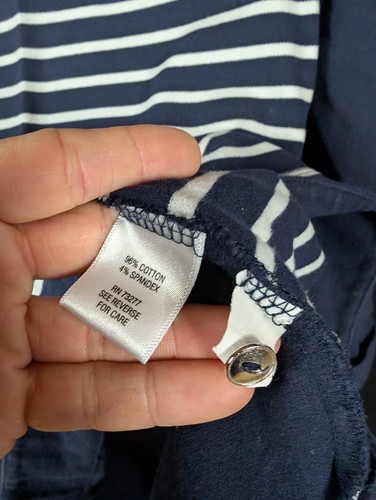 96% COTTON
4% SPANDEX
RN 73277
SEE REVERSE
FOR CARE